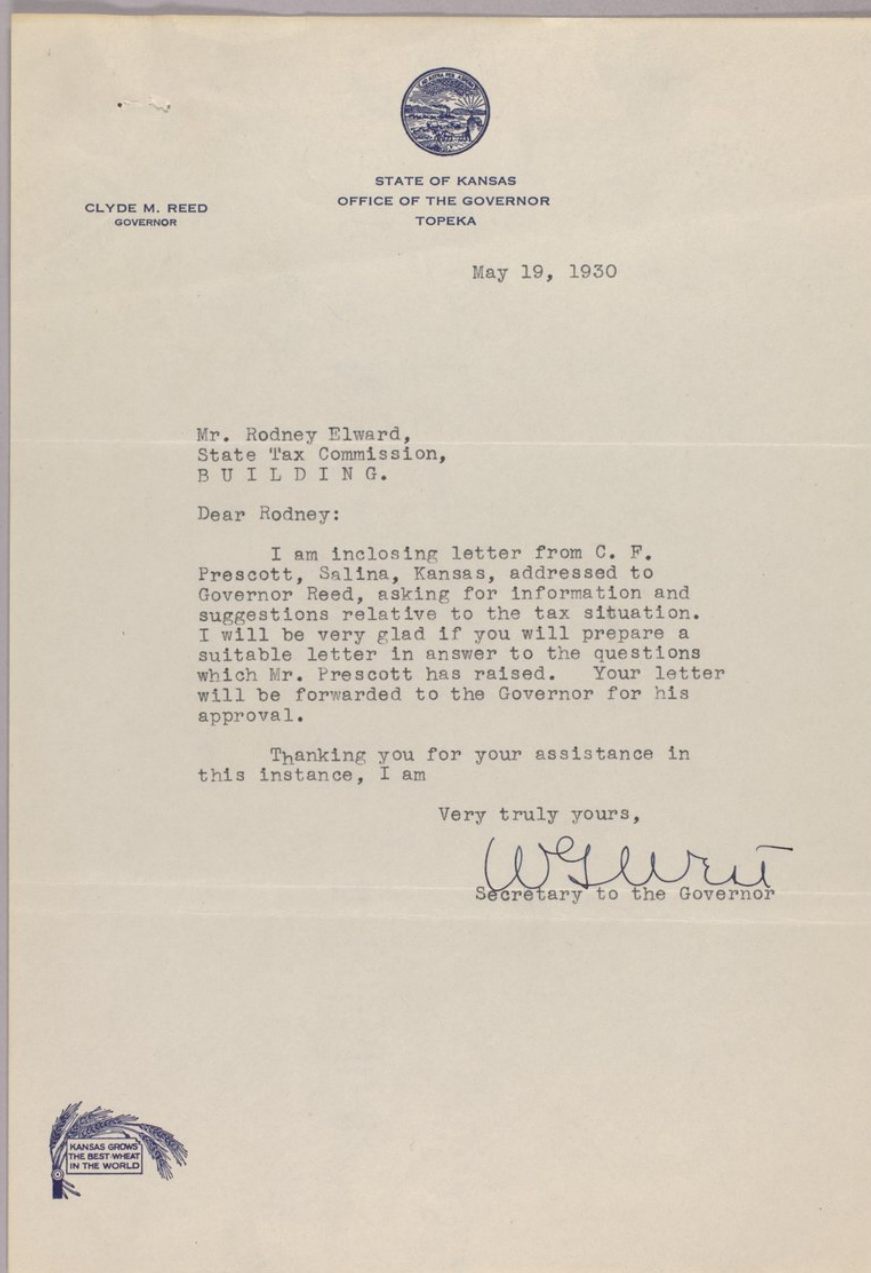 STATE OF KANSAS
OFFICE OF THE GOVERNOR
TOPEKA
CLYDE M. REED
GOVERNOR
May 19, 1930
Mr. Rodney Elward,
State Tax Commission,
B U I L D I N G.
Dear Rodney:
I am inclosing letter from C. F.
Prescott, Salina, Kansas, addressed to
Governor Reed, asking for information and
suggestions relative to the tax situation.
I will be very glad if you will prepare a
suitable letter in answer to the questions
which Mr. Prescott has raised. Your letter
will be forwarded to the Governor for his
approval.
Thanking you for your assistance in
this instance, I am
Very truly yours,
W G West
Secretary to the Governor
KANSAS GROWS
THE BEST WHEAT
IN THE WORLD